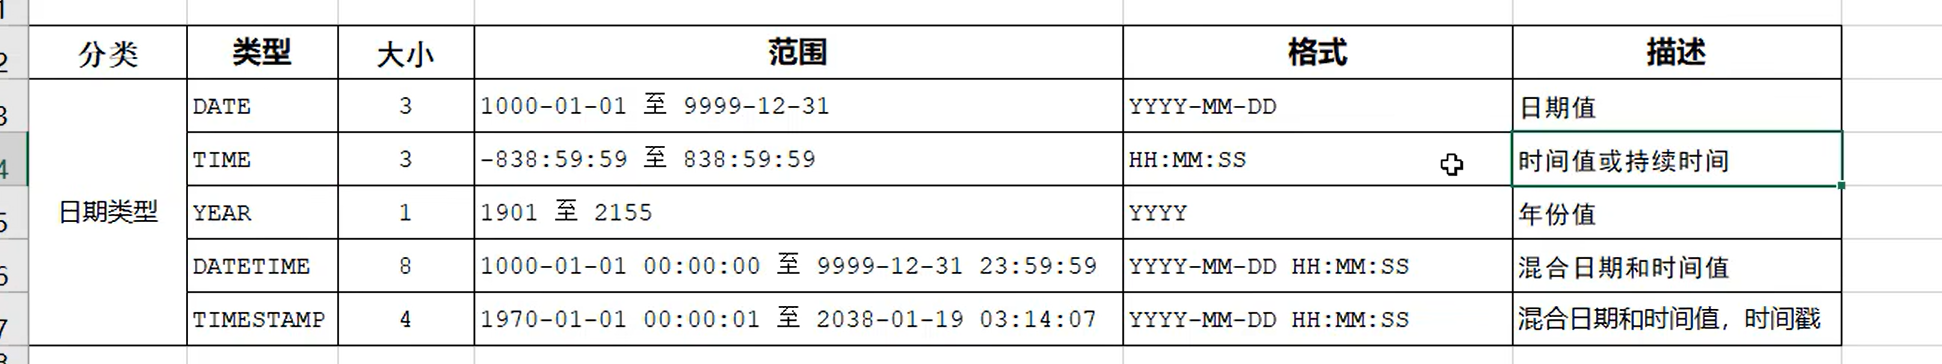 分类 类型 大小 范围 格式 描述
DATE 3 1000-01-01 至 9999-12-31 YYYY-MM-DD 日期值
TIME 3 -838:59:59 至 838:59:59 HH:MM:SS 时间值或持续时间
日期类型 YEAR 1 1901 至 2155 YYYY 年份值
DATETIME 8 1000-01-01 00:00:00 至 9999-12-31 23:59:59 YYYY-MM-DD HH:MM:SS 混合日期和时间值
TIMESTAMP 4 1970-01-01 00:00:01 至 2038-01-19 03:14:07 YYYY-MM-DD HH:MM:SS 混合日期和时间值，时间戳